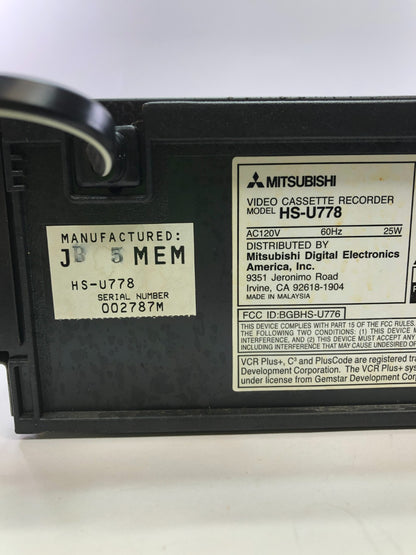 MANUFACTURED:
JB 5 MEM
HS-U778
SERIAL NUMBER
002787M
MITSUBISHI
VIDEO CASSETTE RECORDER
MODEL HS-U778
AC120V 60Hz 25W
DISTRIBUTED BY
Mitsubishi Digital Electronics
America, Inc.
9351 Jeronimo Road
Irvine, CA 92618-1904
MADE IN MALAYSIA
FCC ID:BGBHS-U776
THIS DEVICE COMPLIES WITH PART 15 OF THE FCC RULES.
THE FOLLOWING TWO CONDITIONS: (1) THIS DEVICE
INTERFERENCE, AND (2) THIS DEVICE MUST ACCEPT ANY
INCLUDING INTERFERENCE THAT MAY CAUSE UNDESIRED
VCR Plus+, C³ and PlusCode are registered
Development Corporation. The VCR Plus+
under license from Gemstar Development